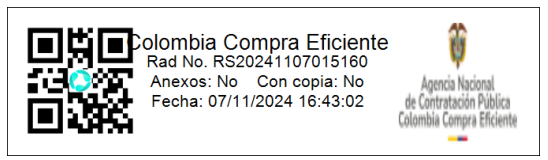 Colombia Compra Eficiente
Rad No. RS20241107015160
Anexos: No    Con copia: No
Fecha: 07/11/2024 16:43:02
Agencia Nacional
de Contratación Pública
Colombia Compra Eficiente